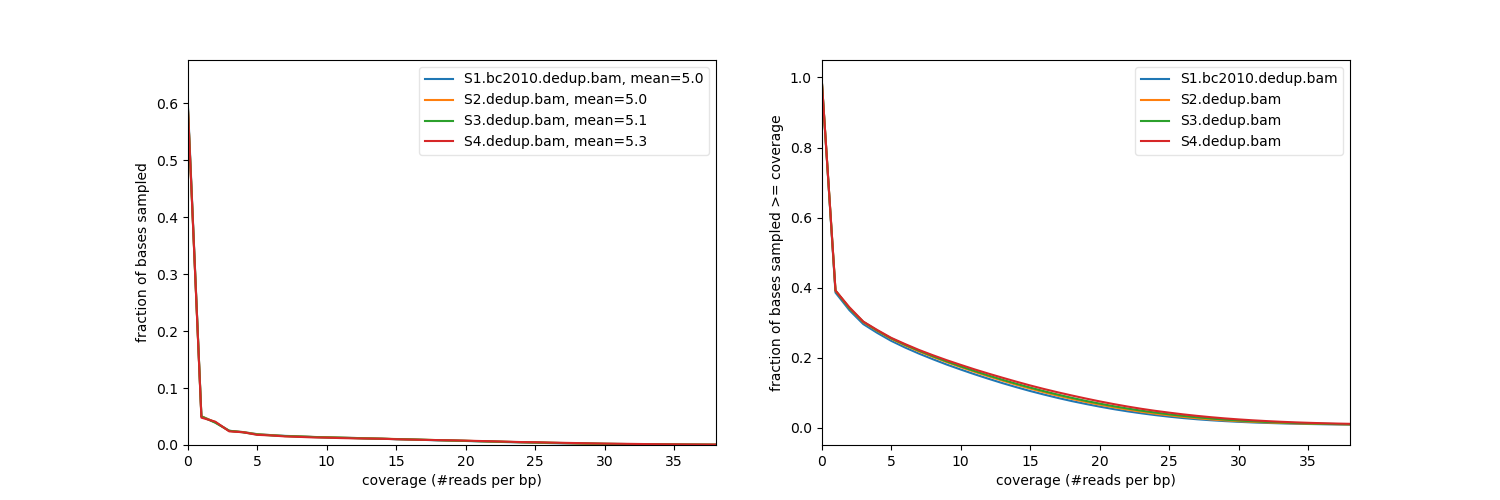 S1.bc2010.dedup.bam, mean=5.0
S2.dedup.bam, mean=5.0
S3.dedup.bam, mean=5.1
S4.dedup.bam, mean=5.3
fraction of bases sampled
0.6
0.5
0.4
0.3
0.2
0.1
0.0
0 5 10 15 20 25 30 35
coverage (#reads per bp)
S1.bc2010.dedup.bam
S2.dedup.bam
S3.dedup.bam
S4.dedup.bam
fraction of bases sampled >= coverage
1.0
0.8
0.6
0.4
0.2
0.0
0 5 10 15 20 25 30 35
coverage (#reads per bp)